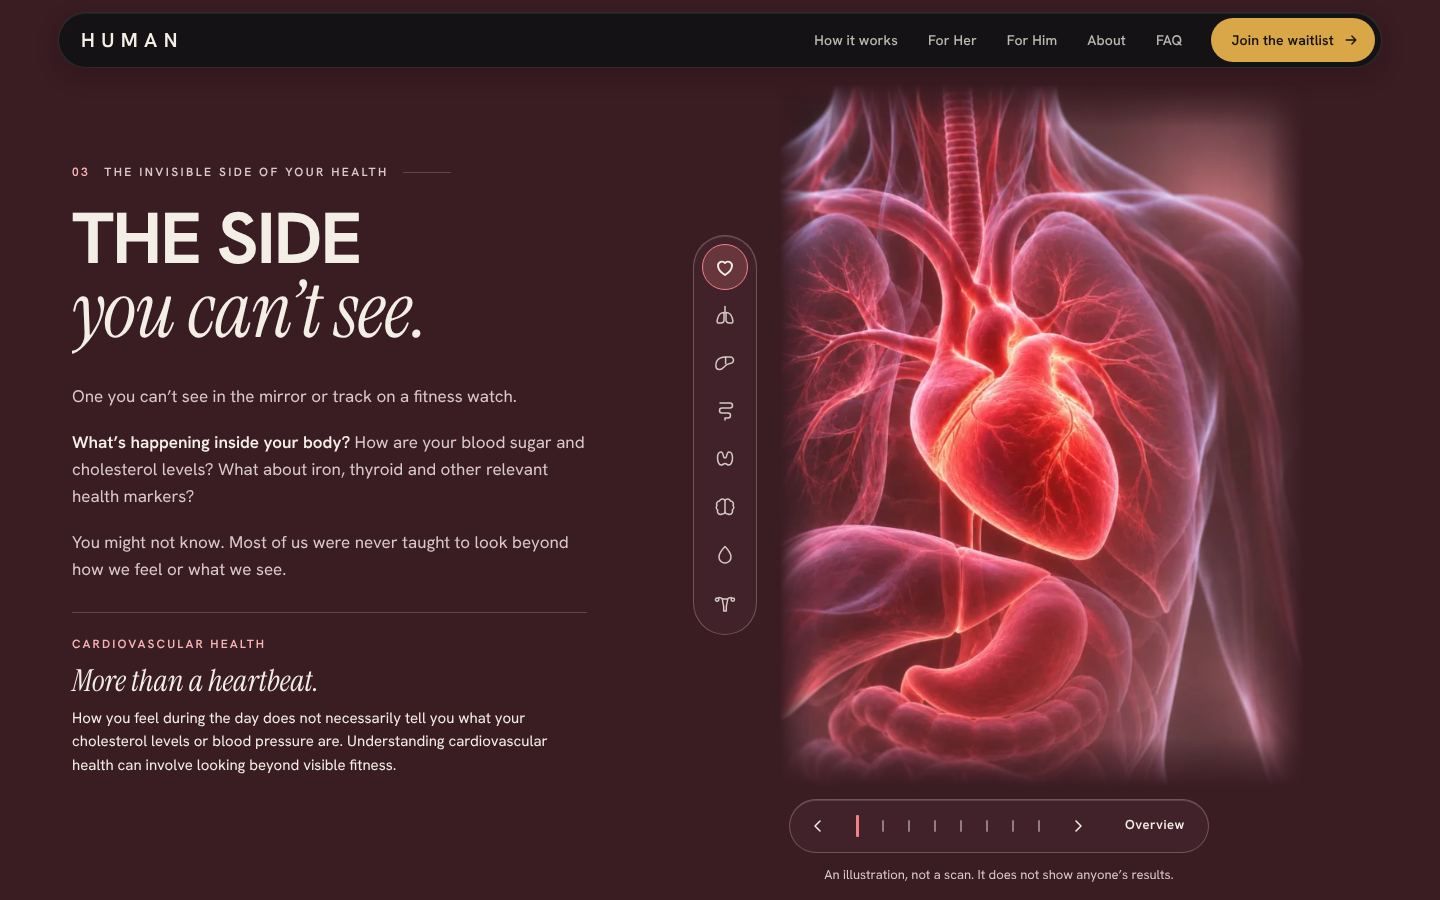 HUMAN
How it works
For Her
For Him
About
FAQ
Join the waitlist
03 THE INVISIBLE SIDE OF YOUR HEALTH
THE SIDE
you can’t see.
One you can’t see in the mirror or track on a fitness watch.
What’s happening inside your body? How are your blood sugar and
cholesterol levels? What about iron, thyroid and other relevant
health markers?
You might not know. Most of us were never taught to look beyond
how we feel or what we see.
CARDIOVASCULAR HEALTH
More than a heartbeat.
How you feel during the day does not necessarily tell you what your
cholesterol levels or blood pressure are. Understanding cardiovascular
health can involve looking beyond visible fitness.
Overview
An illustration, not a scan. It does not show anyone’s results.